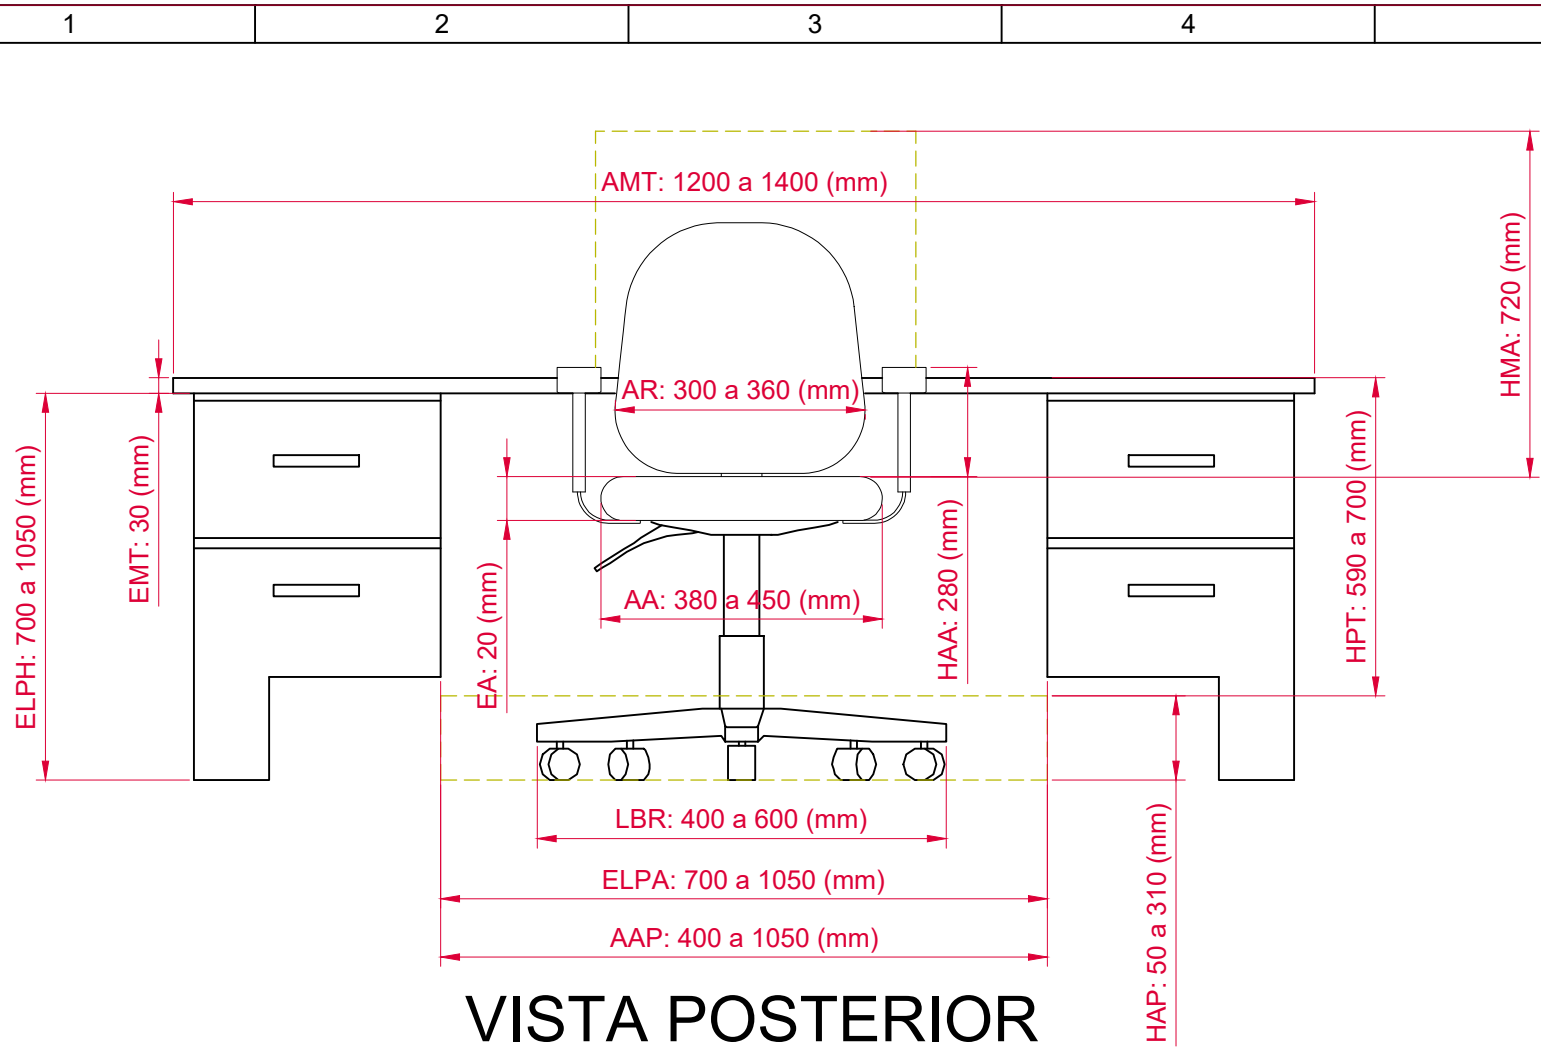 1
2
3
4
AMT: 1200 a 1400 (mm)
HMA: 720 (mm)
AR: 300 a 360 (mm)
ELPH: 700 a 1050 (mm)
EMT: 30 (mm)
EA: 20 (mm)
AA: 380 a 450 (mm)
HAA: 280 (mm)
HPT: 590 a 700 (mm)
LBR: 400 a 600 (mm)
ELPA: 700 a 1050 (mm)
AAP: 400 a 1050 (mm)
HAP: 50 a 310 (mm)
VISTA POSTERIOR